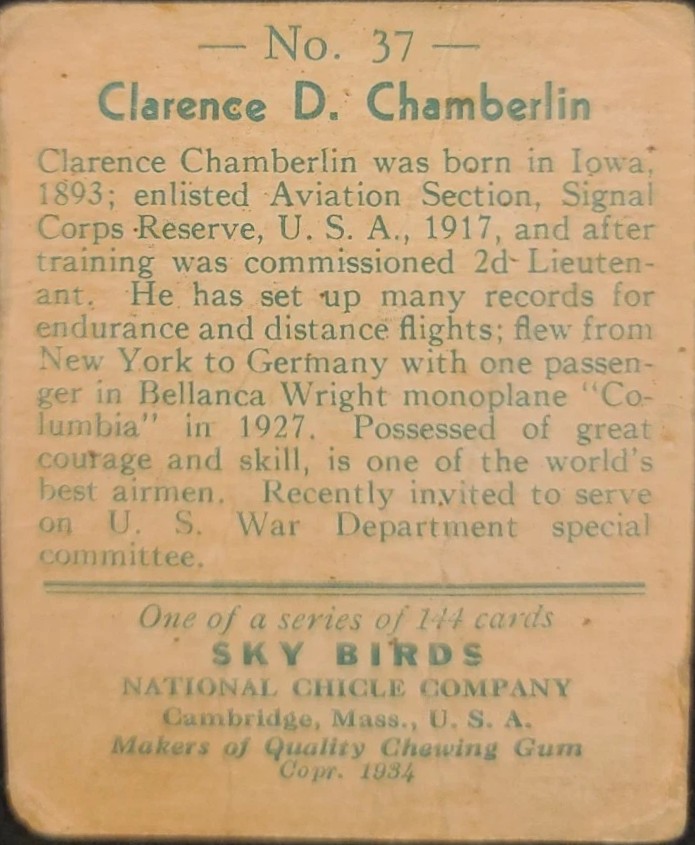 — No. 37 —
Clarence D. Chamberlin
Clarence Chamberlin was born in Iowa,
1893; enlisted Aviation Section, Signal
Corps Reserve, U. S. A., 1917, and after
training was commissioned 2d Lieuten-
ant. He has set up many records for
endurance and distance flights; flew from
New York to Germany with one passen-
ger in Bellanca Wright monoplane "Co-
lumbia" in 1927. Possessed of great
courage and skill, is one of the world's
best airmen. Recently invited to serve
on U. S. War Department special
committee.
One of a series of 144 cards
SKY BIRDS
NATIONAL CHICLE COMPANY
Cambridge, Mass., U. S. A.
Makers of Quality Chewing Gum
Copr. 1934